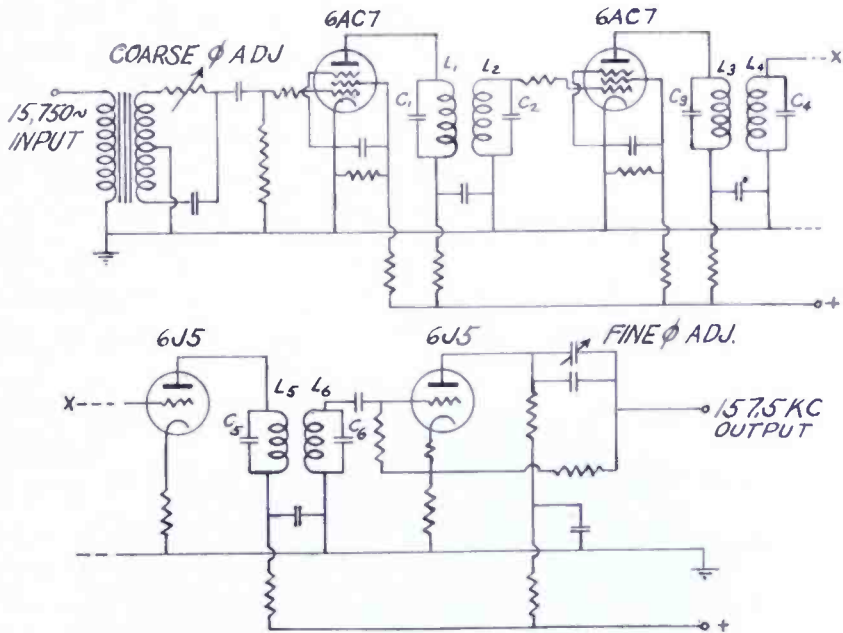 6AC7
6AC7
COARSE ϕ ADJ
15,750~
INPUT
C1
L1
L2
C2
C3
L3
L4
C4
X
+
6J5
6J5
FINE ϕ ADJ.
X
C5
L5
L6
C6
157.5 KC
OUTPUT
+